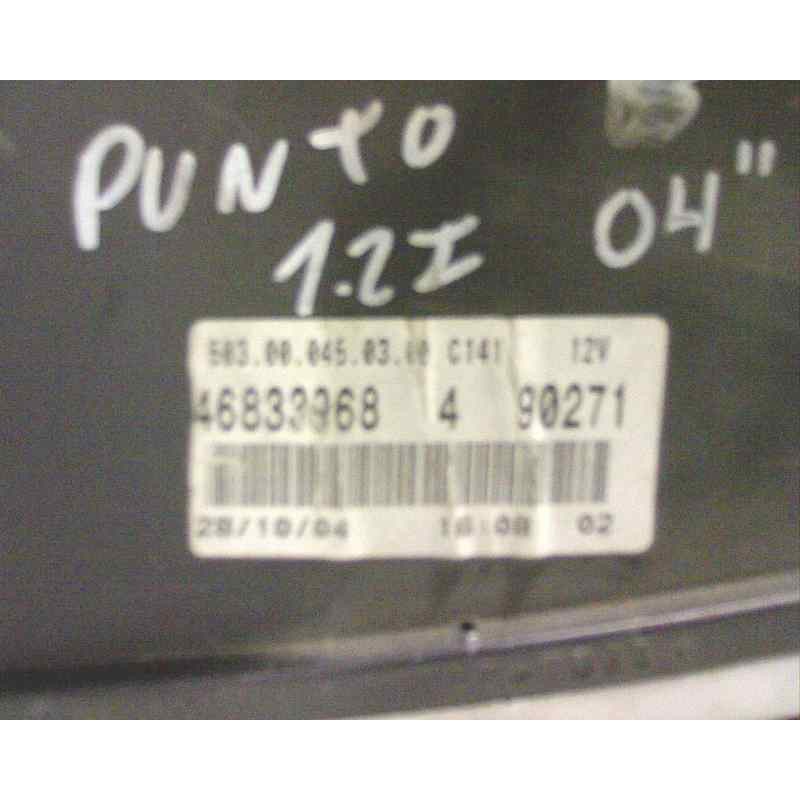 PUNTO 04"
1.2I
503.00.045.03.00 C141 12V
46833968 4 90271
28/10/04 16:08 02